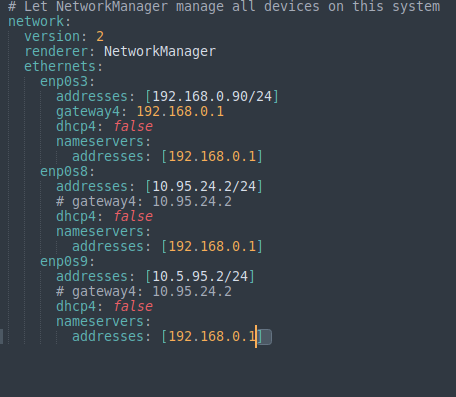 # Let NetworkManager manage all devices on this system
network:
  version: 2
  renderer: NetworkManager
  ethernets:
    enp0s3:
      addresses: [192.168.0.90/24]
      gateway4: 192.168.0.1
      dhcp4: false
      nameservers:
        addresses: [192.168.0.1]
    enp0s8:
      addresses: [10.95.24.2/24]
      # gateway4: 10.95.24.2
      dhcp4: false
      nameservers:
        addresses: [192.168.0.1]
    enp0s9:
      addresses: [10.5.95.2/24]
      # gateway4: 10.95.24.2
      dhcp4: false
      nameservers:
        addresses: [192.168.0.1]